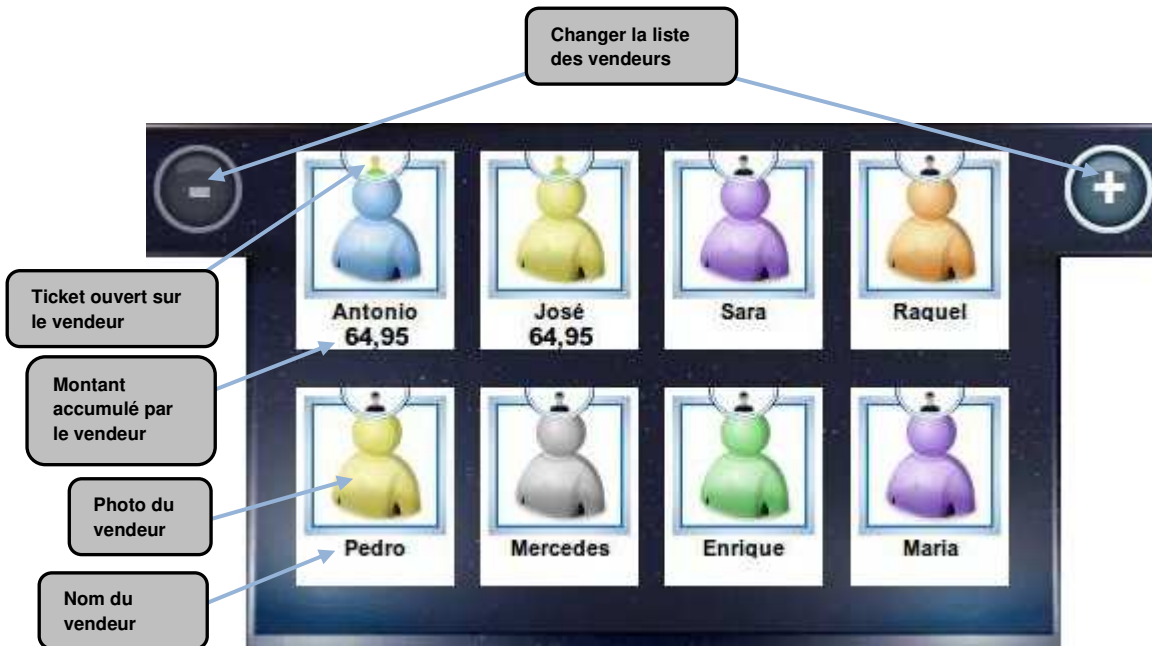 Changer la liste
des vendeurs
Antonio
64,95
José
64,95
Sara
Raquel
Ticket ouvert sur
le vendeur
Montant
accumulé par
le vendeur
Photo du
vendeur
Pedro
Mercedes
Enrique
Maria
Nom du
vendeur